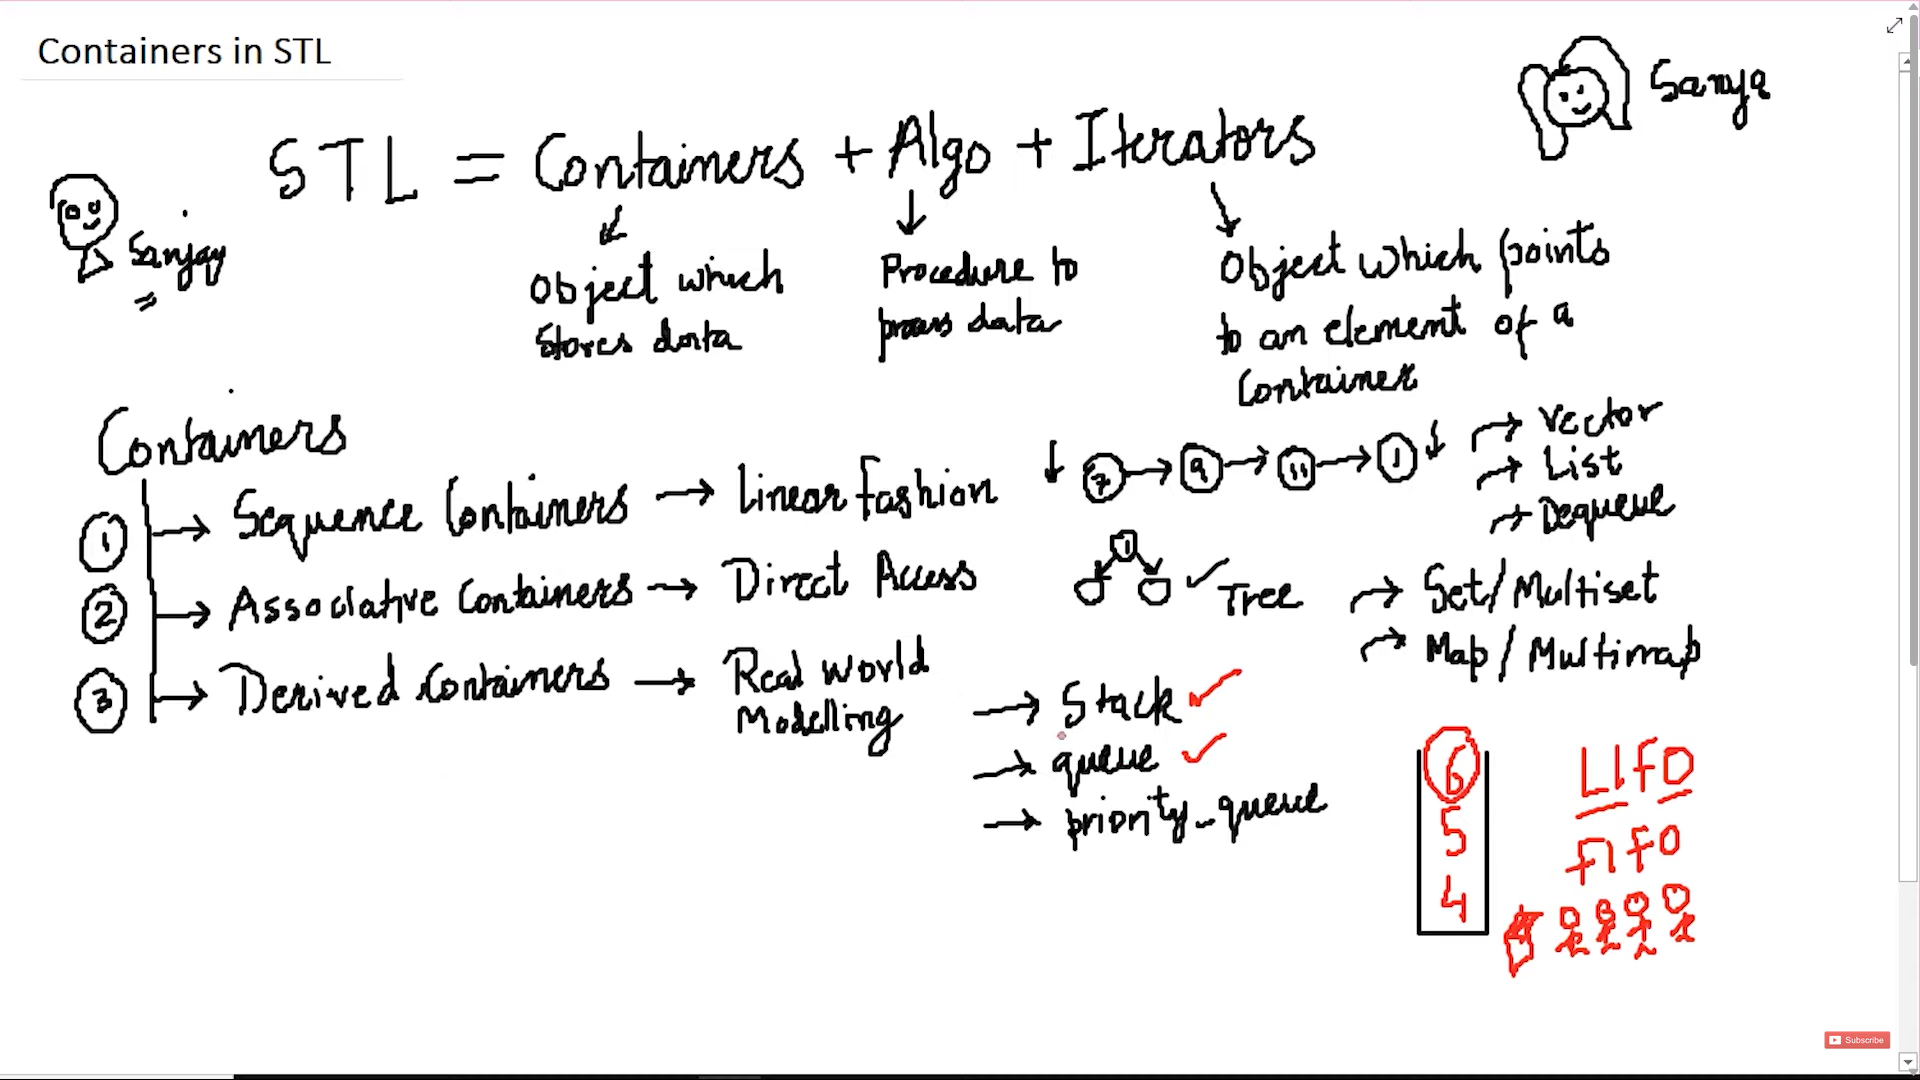 Containers in STL
Sanya
STL = Containers + Algo + Iterators
Sanjay
Object which
stores data
Procedure to
process data
Object which points
to an element of a
Container
Containers
1 Sequence Containers → Linear Fashion
7 → 9 → 11 → 1
Vector
List
Dequeue
2 Associative Containers → Direct Access
1
Tree
Set/Multiset
Map/Multimap
3 Derived Containers → Real World
Modelling
→ Stack
→ queue
→ priority_queue
6
5
4
LIFO
FIFO
Subscribe